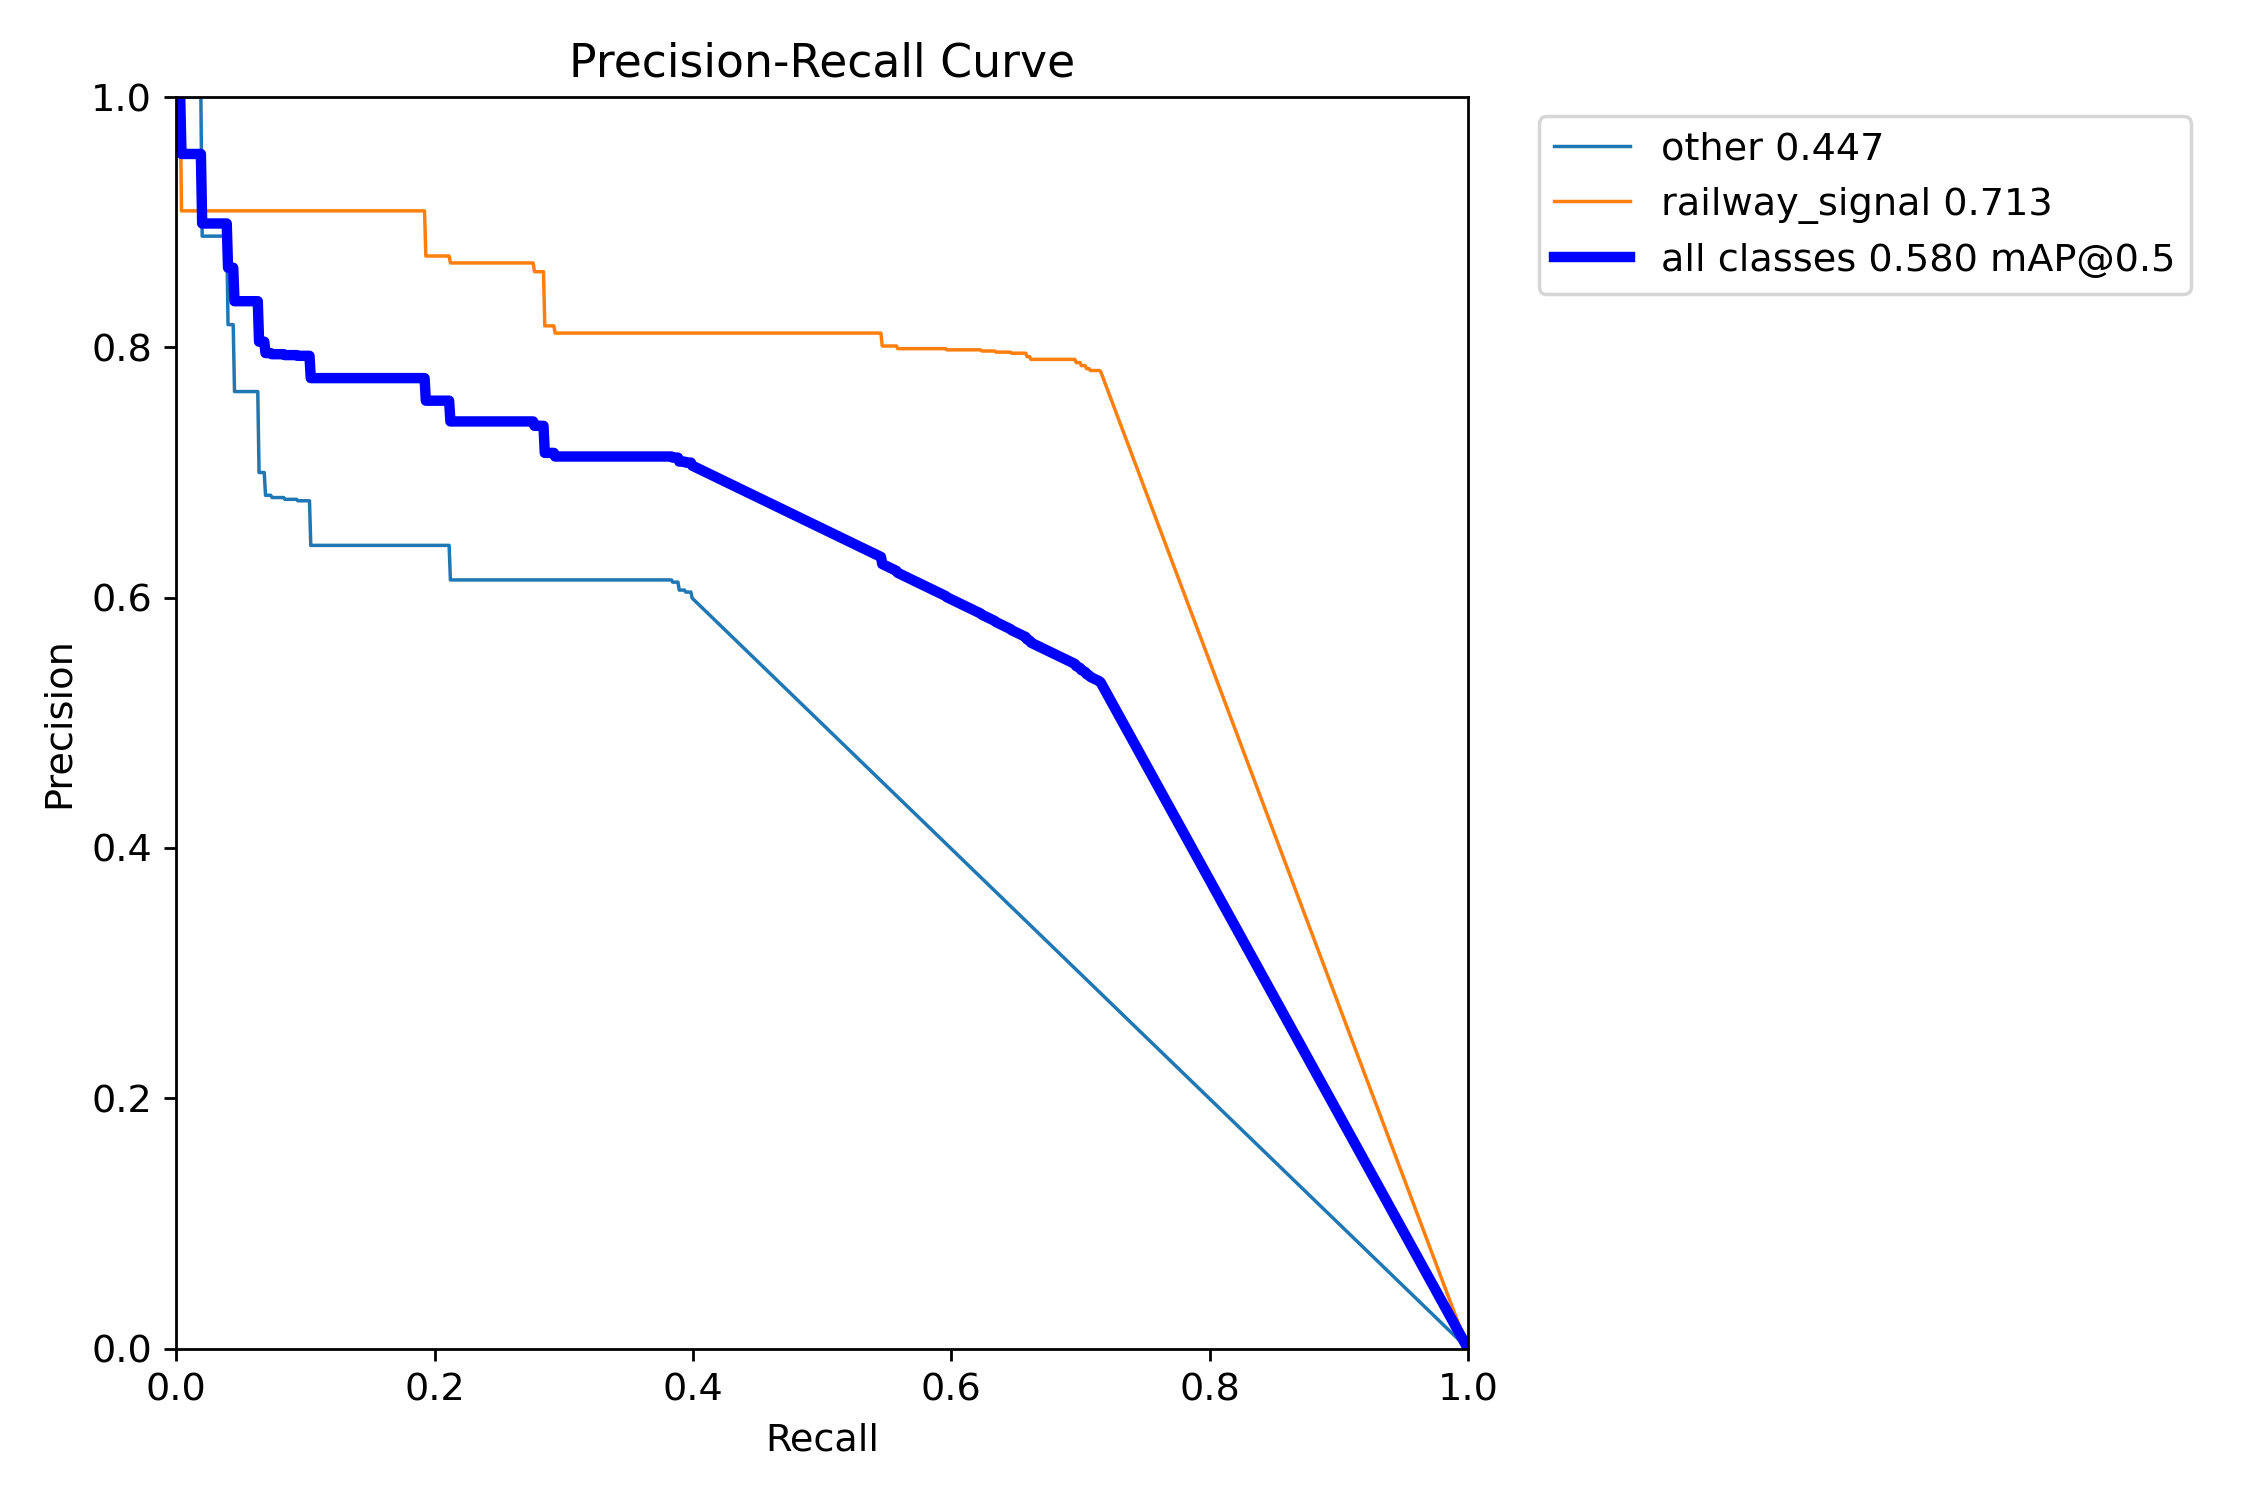 Precision-Recall Curve
1.0
0.8
0.6
0.4
0.2
0.0
Precision
0.0 0.2 0.4 0.6 0.8 1.0
Recall
other 0.447
railway_signal 0.713
all classes 0.580 mAP@0.5